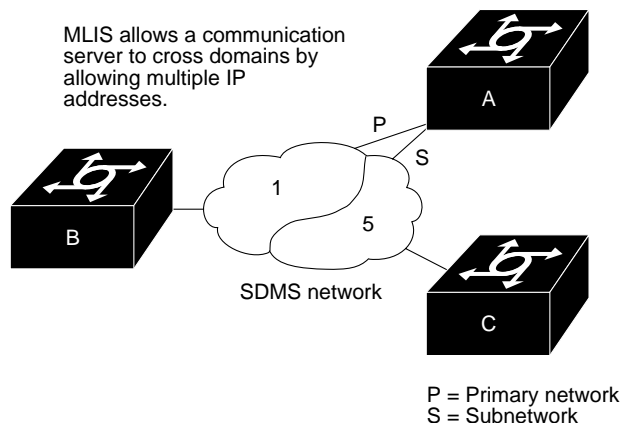 MLIS allows a communication
server to cross domains by
allowing multiple IP
addresses.
A
P
S
1
B
5
SDMS network
C
P = Primary network
S = Subnetwork